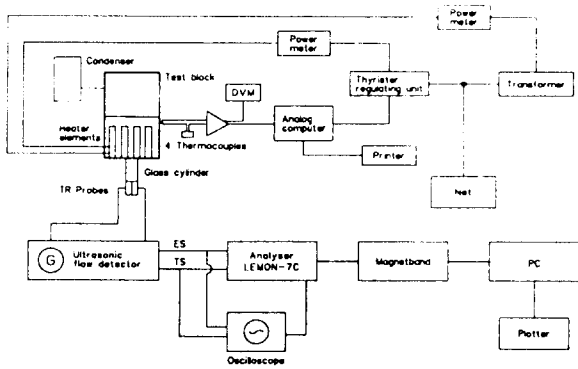 Power
meter
Power
meter
Condenser
Test block
DVM
Thyrister
regulating unit
Transformer
Analog
computer
Heater
elements
4 Thermocouples
Printer
Glass cylinder
TR Probes
Net
G
Ultrasonic
flow detector
ES
TS
Analyser
LEMON-7C
Magnetband
PC
Oscilloscope
Plotter